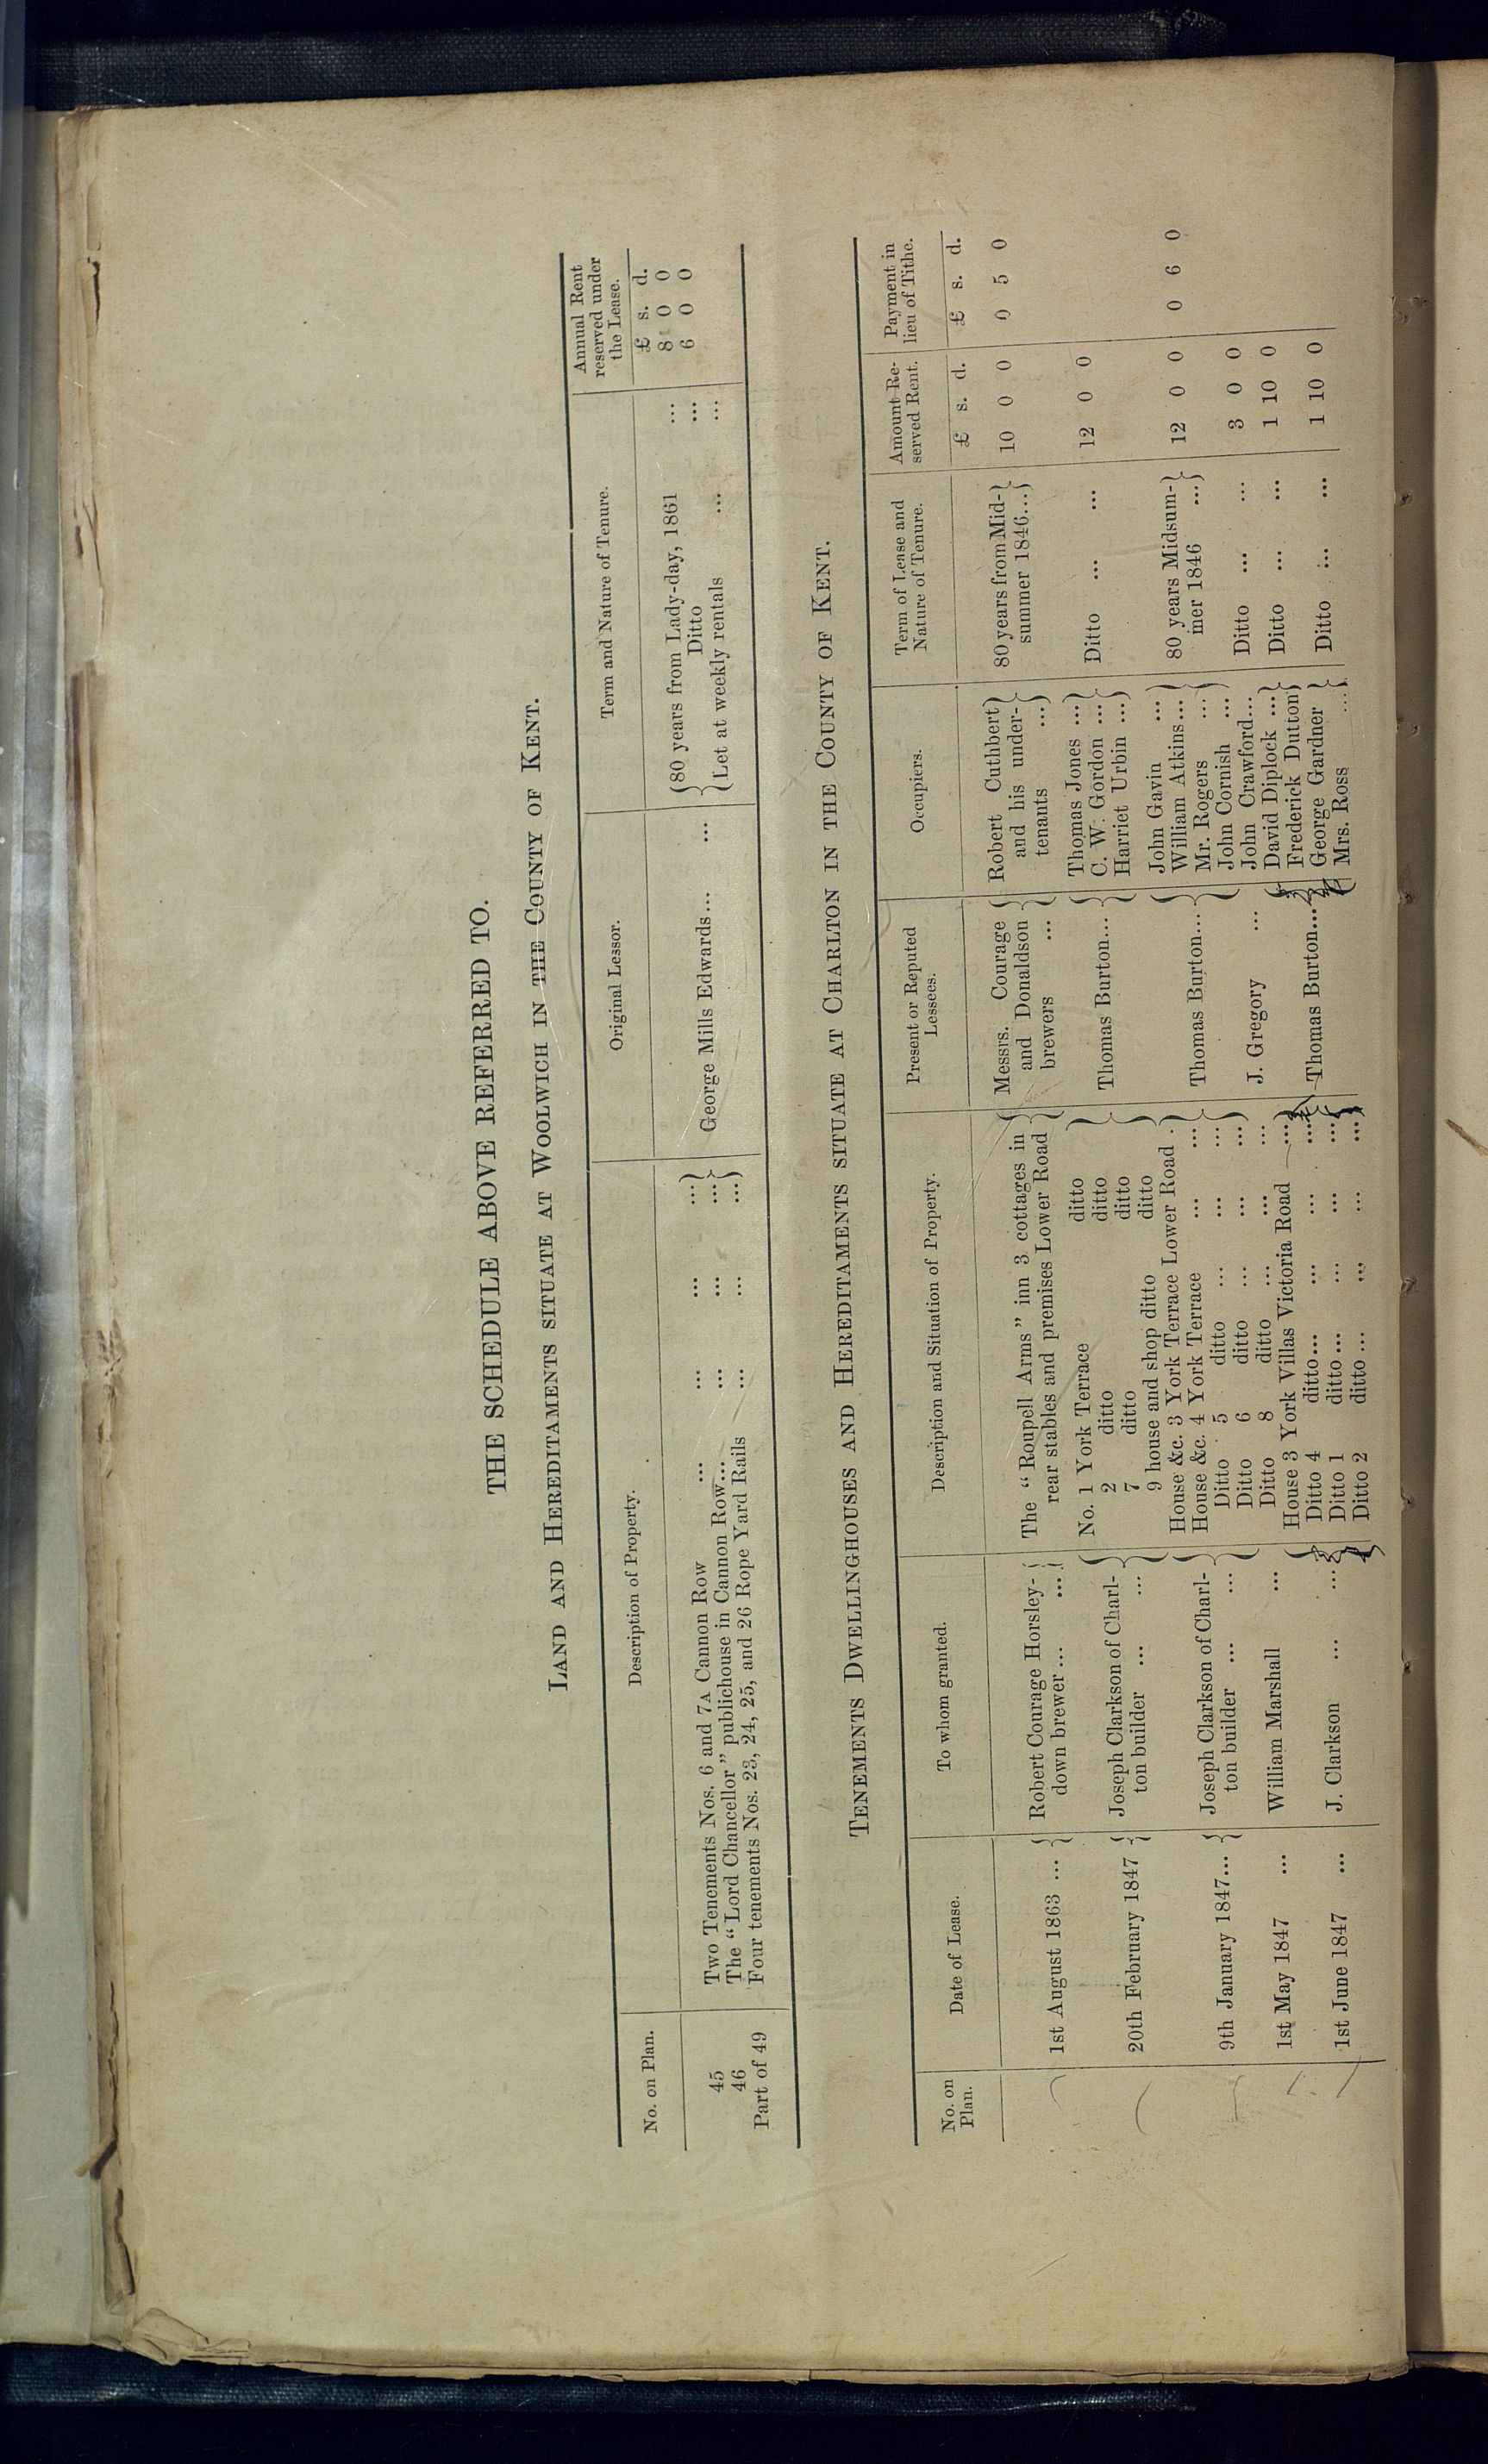 THE SCHEDULE ABOVE REFERRED TO.
LAND AND HEREDITAMENTS SITUATE AT WOOLWICH IN THE COUNTY OF KENT.
No. on Plan. Description of Property. Original Lessor. Term and Nature of Tenure. Annual Rent reserved under the Lease.
£ s. d.
45 Two Tenements Nos. 6 and 7A Cannon Row ... ... ... ...} {80 years from Lady-day, 1861 ... 8 0 0
46 The “Lord Chancellor” publichouse in Cannon Row... ... ... ...} George Mills Edwards... ... { Ditto ... 6 0 0
Part of 49 Four tenements Nos. 23, 24, 25, and 26 Rope Yard Rails ... ... ...} {Let at weekly rentals ... ...
TENEMENTS DWELLINGHOUSES AND HEREDITAMENTS SITUATE AT CHARLTON IN THE COUNTY OF KENT.
No. on Plan. Date of Lease. To whom granted. Description and Situation of Property. Present or Reputed Lessees. Occupiers. Term of Lease and Nature of Tenure. Amount Reserved Rent. Payment in lieu of Tithe.
£ s. d. £ s. d.
1st August 1863 ... { Robert Courage Horsley- { The “Roupell Arms” inn 3 cottages in { Messrs. Courage { Robert Cuthbert} 80 years from Mid-} 10 0 0 0 5 0
down brewer ... ... { rear stables and premises Lower Road { and Donaldson { and his under-} summer 1846...}
brewers ... { tenants ...}
20th February 1847 { Joseph Clarkson of Charl- { No. 1 York Terrace ditto } Thomas Burton... { Thomas Jones ...} Ditto ... ... 12 0 0
ton builder ... ... { 2 ditto ditto } C. W. Gordon ...}
7 ditto ditto } Harriet Urbin ...}
9 house and shop ditto ditto
9th January 1847... { Joseph Clarkson of Charl- { House &c. 3 York Terrace Lower Road . } Thomas Burton... { John Gavin ...} 80 years Midsum-} 12 0 0 0 6 0
ton builder ... ... { House &c. 4 York Terrace ... ... } William Atkins...} mer 1846 ...}
Ditto 5 ditto ... ... ... } Mr. Rogers ...}
Ditto 6 ditto ... ... ... } John Cornish ...}
1st May 1847 ... William Marshall ... Ditto 8 ditto ... ... ... J. Gregory ... John Crawford... Ditto ... ... 3 0 0
1st June 1847 ... J. Clarkson ... ... { House 3 York Villas Victoria Road ...} Thomas Burton... { David Diplock ...} Ditto ... ... 1 10 0
Ditto 4 ditto... ... ... ...} Frederick Dutton}
Ditto 1 ditto ... ... ... ...} George Gardner } Ditto ... ... 1 10 0
Ditto 2 ditto ... ... ... ...} Mrs. Ross ...}